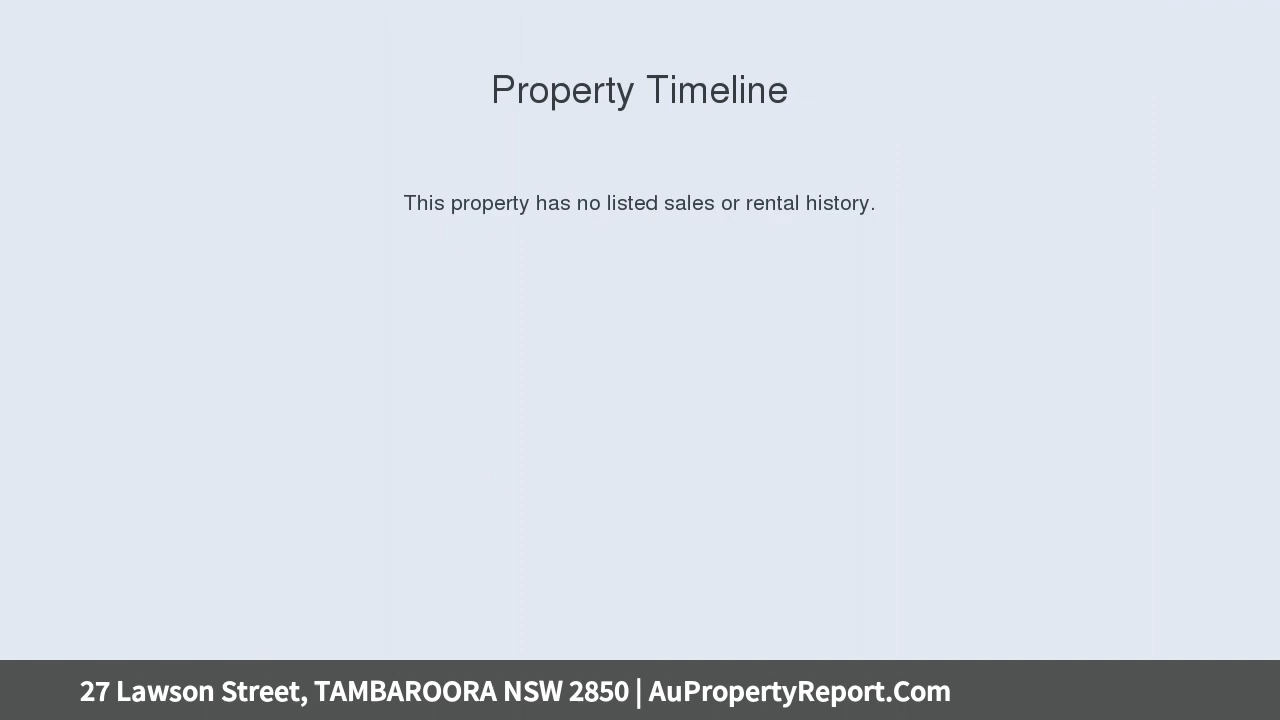 Property Timeline
This property has no listed sales or rental history.
27 Lawson Street, TAMBAROORA NSW 2850 | AuPropertyReport.Com